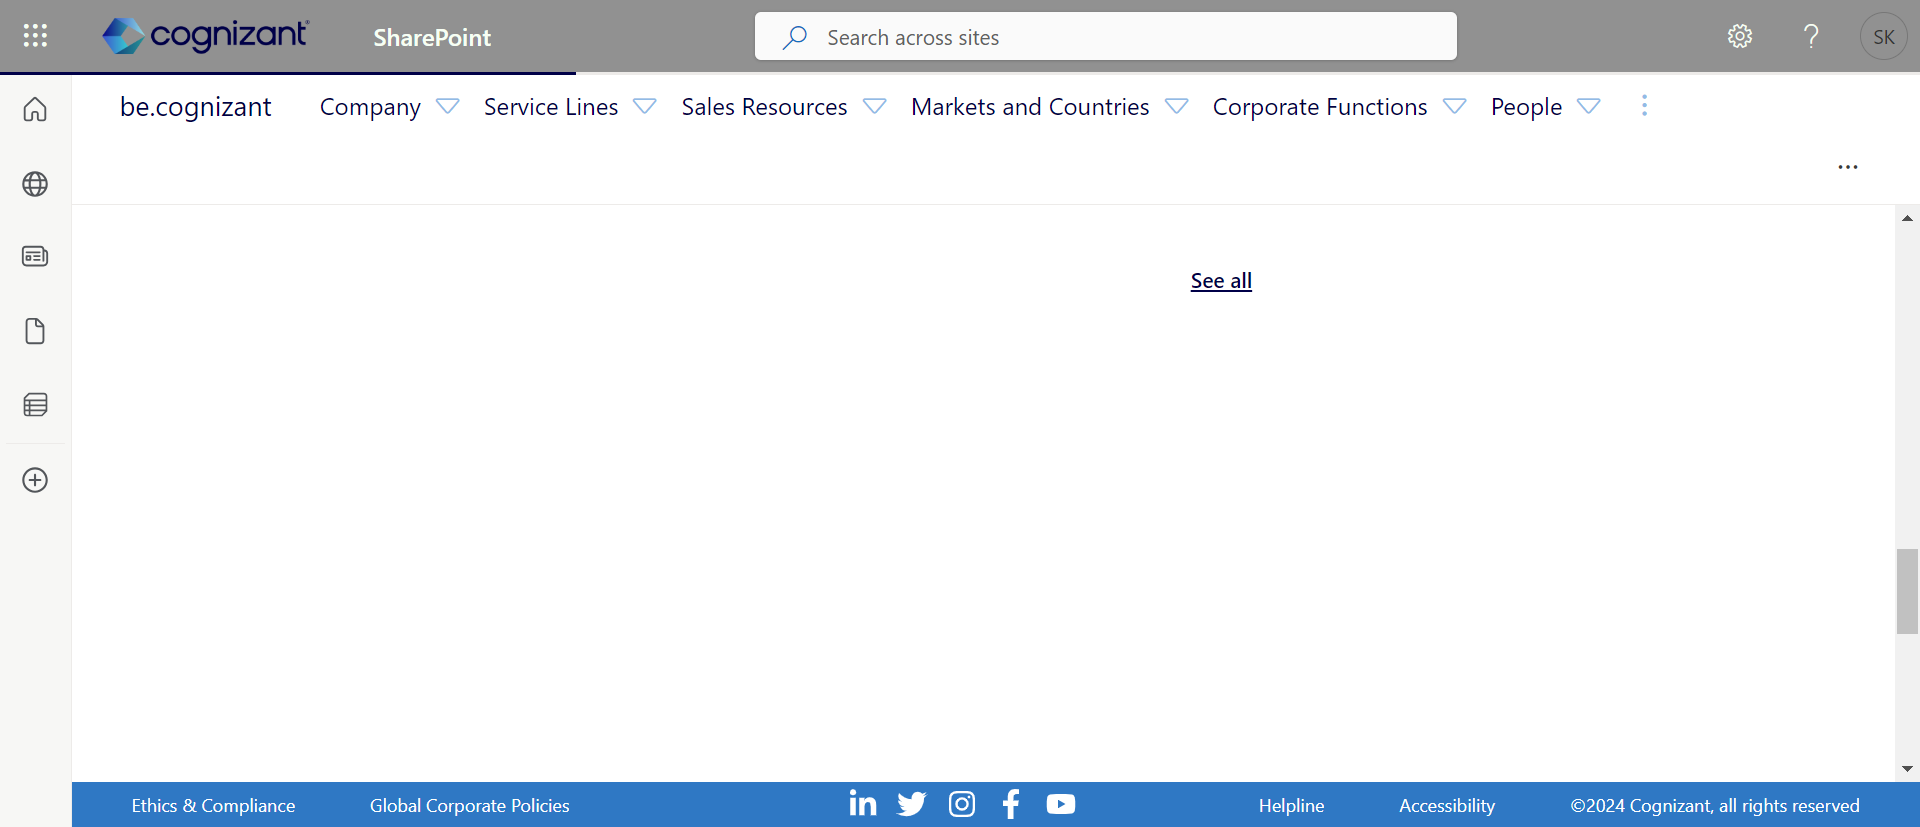 cognizant
SharePoint
Search across sites
SK
be.cognizant
Company
Service Lines
Sales Resources
Markets and Countries
Corporate Functions
People
See all
Ethics & Compliance
Global Corporate Policies
Helpline
Accessibility
©2024 Cognizant, all rights reserved